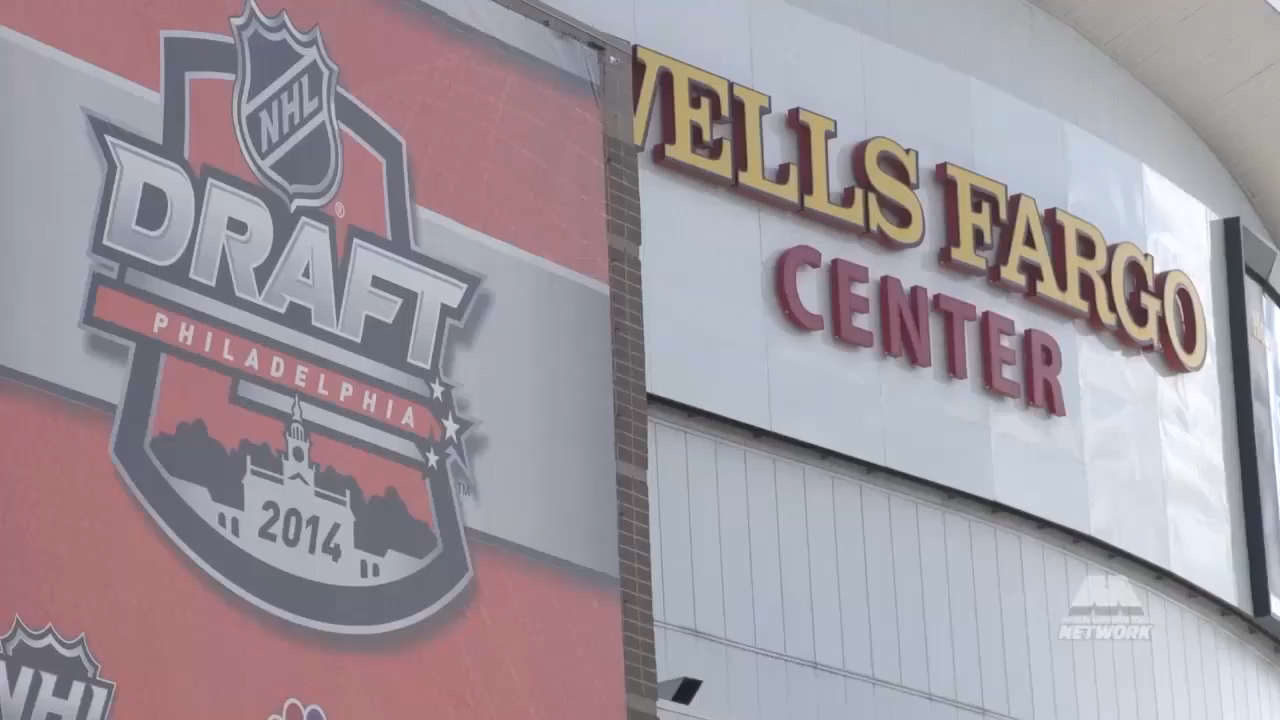 NHL
DRAFT
PHILADELPHIA
2014
NHL
WELLS FARGO
CENTER
NETWORK